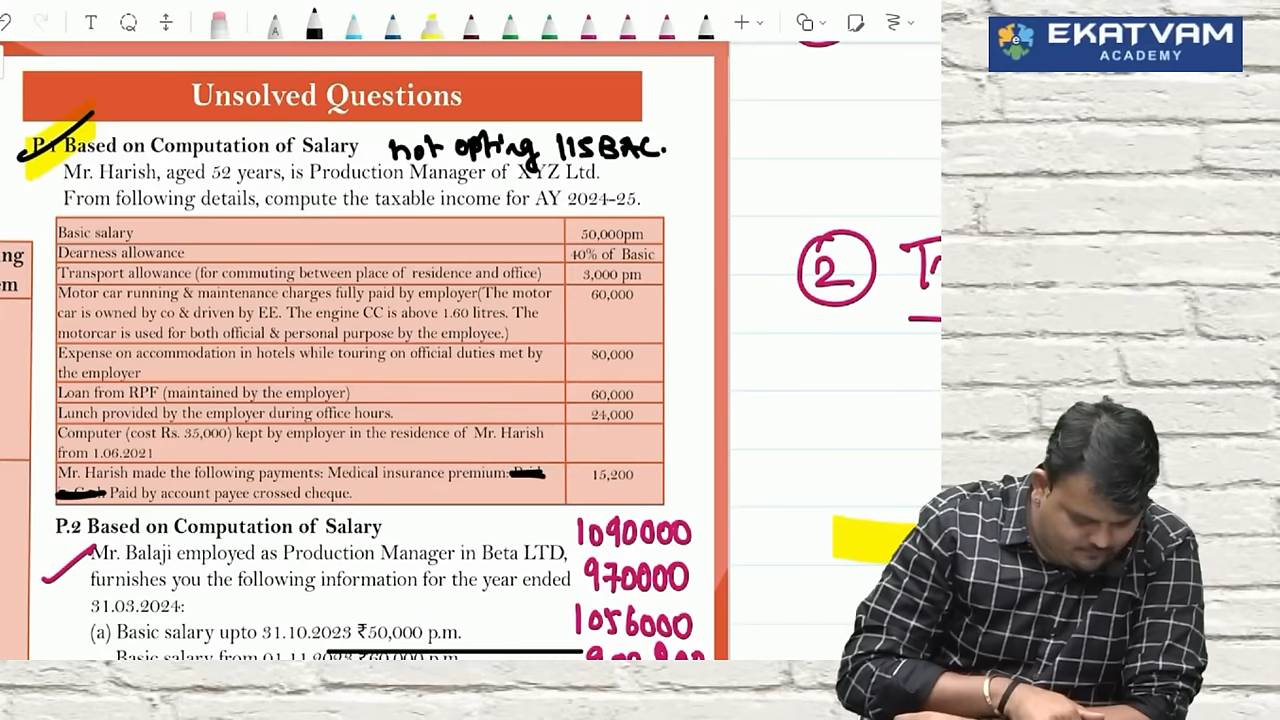 T
A
EKATVAM
ACADEMY
Unsolved Questions
P.1 Based on Computation of Salary
not opting 115BAC.
Mr. Harish, aged 52 years, is Production Manager of XYZ Ltd.
From following details, compute the taxable income for AY 2024-25.
Basic salary 50,000pm
Dearness allowance 40% of Basic
Transport allowance (for commuting between place of residence and office) 3,000 pm
Motor car running & maintenance charges fully paid by employer(The motor 60,000
car is owned by co & driven by EE. The engine CC is above 1.60 litres. The
motorcar is used for both official & personal purpose by the employee.)
Expense on accommodation in hotels while touring on official duties met by 80,000
the employer
Loan from RPF (maintained by the employer) 60,000
Lunch provided by the employer during office hours. 24,000
Computer (cost Rs. 35,000) kept by employer in the residence of Mr. Harish
from 1.06.2021
Mr. Harish made the following payments: Medical insurance premium: 15,200
Paid by account payee crossed cheque.
ng
em
2
P.2 Based on Computation of Salary
1090000
Mr. Balaji employed as Production Manager in Beta LTD,
furnishes you the following information for the year ended
970000
31.03.2024:
1056000
(a) Basic salary upto 31.10.2023 ₹50,000 p.m.
Basic salary from 01.11.2023 ₹60,000 p.m.